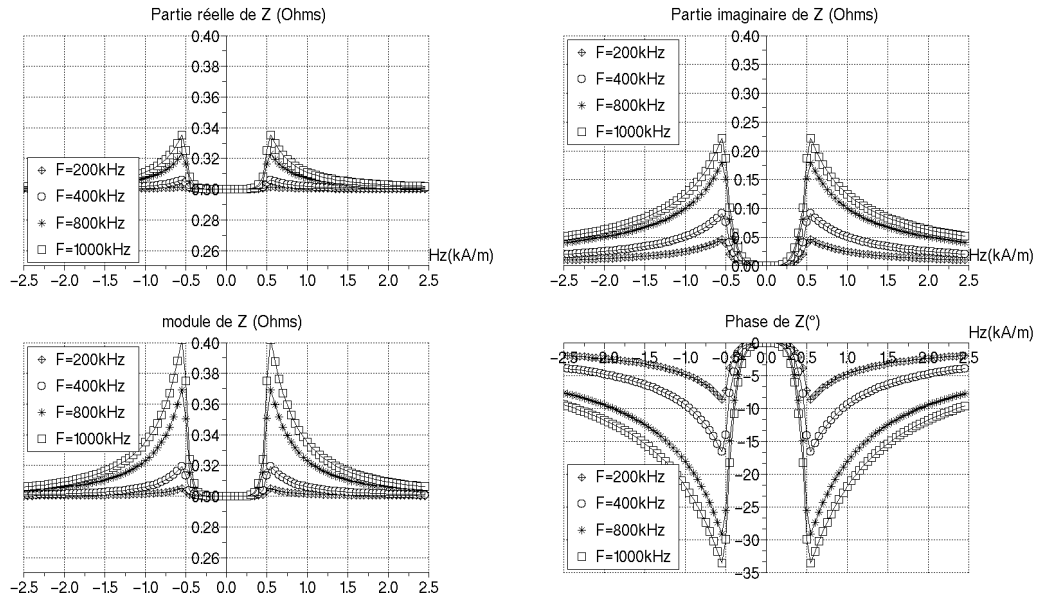 Partie réelle de Z (Ohms)
0.40
0.38
0.36
0.34
0.32
0.30
0.28
0.26
F=200kHz
F=400kHz
F=800kHz
F=1000kHz
Hz(kA/m)
−2.5 −2.0 −1.5 −1.0 −0.5 0.0 0.5 1.0 1.5 2.0 2.5
Partie imaginaire de Z (Ohms)
0.40
0.35
0.30
0.25
0.20
0.15
0.10
0.05
0.00
F=200kHz
F=400kHz
F=800kHz
F=1000kHz
Hz(kA/m)
−2.5 −2.0 −1.5 −1.0 −0.5 0.0 0.5 1.0 1.5 2.0 2.5
module de Z (Ohms)
0.40
0.38
0.36
0.34
0.32
0.30
0.28
0.26
F=200kHz
F=400kHz
F=800kHz
F=1000kHz
−2.5 −2.0 −1.5 −1.0 −0.5 0.0 0.5 1.0 1.5 2.0 2.5
Phase de Z(°)
Hz(kA/m)
0
−2.5 −2.0 −1.5 −1.0 −0.5 0.0 0.5 1.0 1.5 2.0 2.5
−5
−10
−15
−20
−25
−30
−35
F=200kHz
F=400kHz
F=800kHz
F=1000kHz